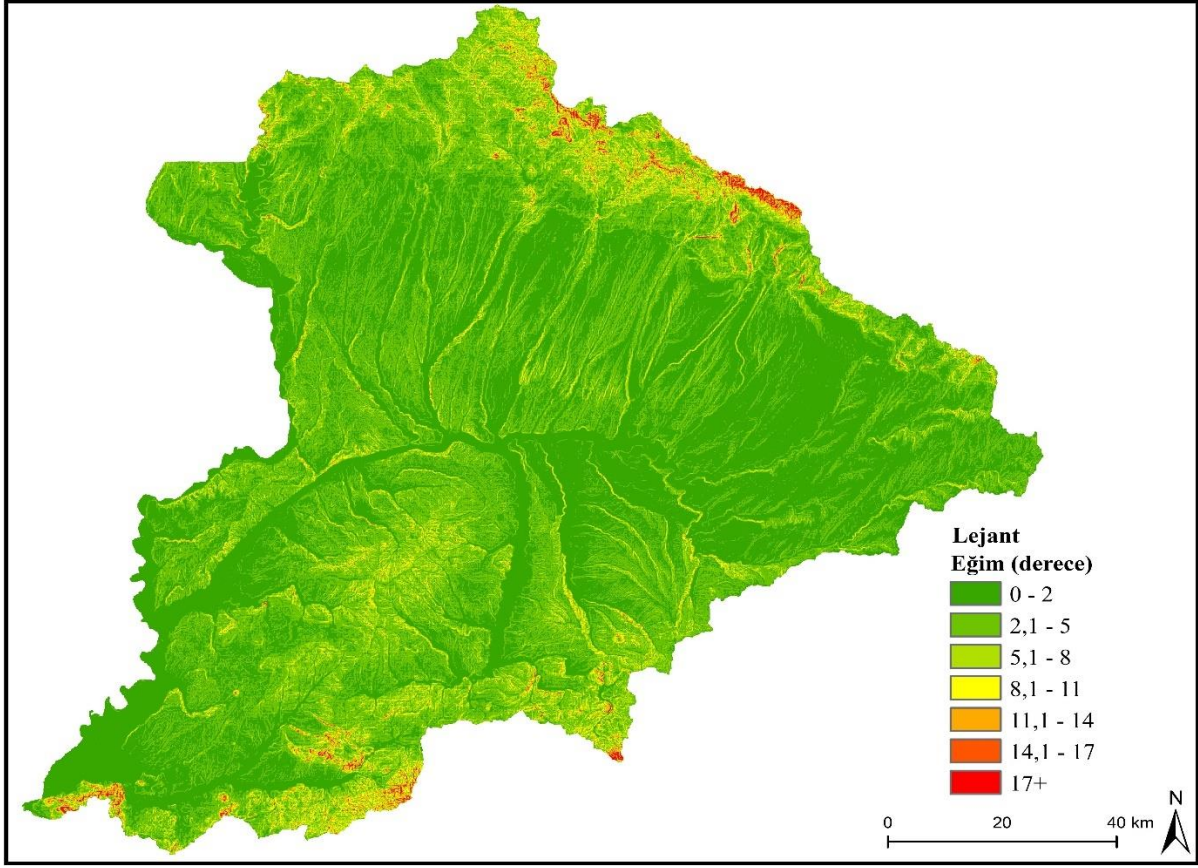 Lejant
Eğim (derece)
0 - 2
2,1 - 5
5,1 - 8
8,1 - 11
11,1 - 14
14,1 - 17
17+
N
0 20 40 km